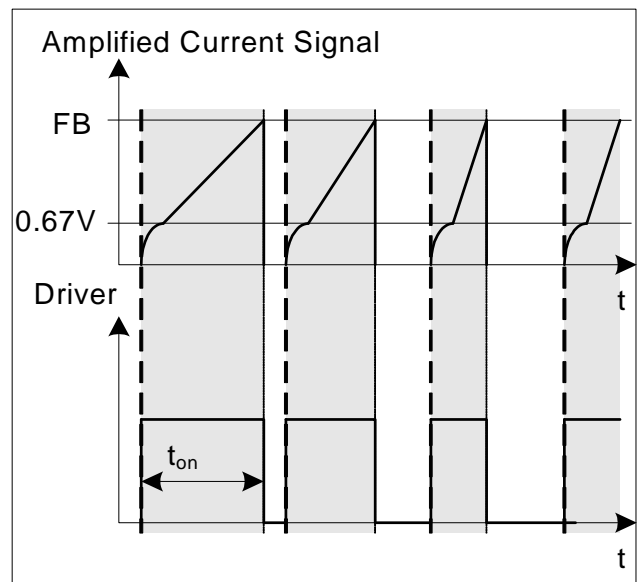 Amplified Current Signal
FB
0.67V
t
Driver
ton
t